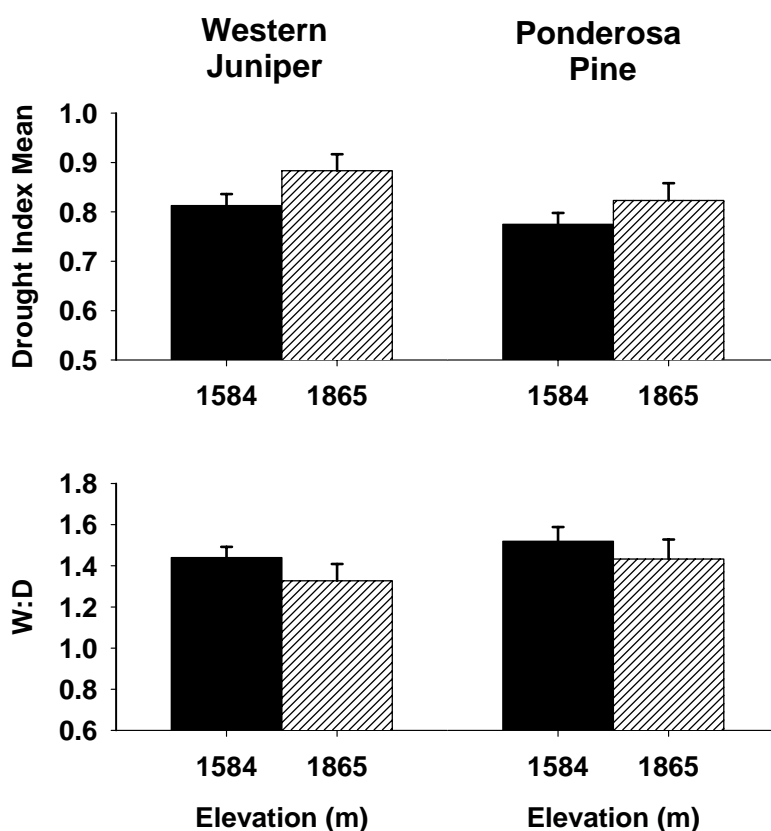 Western
Juniper
Ponderosa
Pine
Drought Index Mean
1.0
0.9
0.8
0.7
0.6
0.5
1584 1865 1584 1865
W:D
1.8
1.6
1.4
1.2
1.0
0.8
0.6
1584 1865 1584 1865
Elevation (m) Elevation (m)